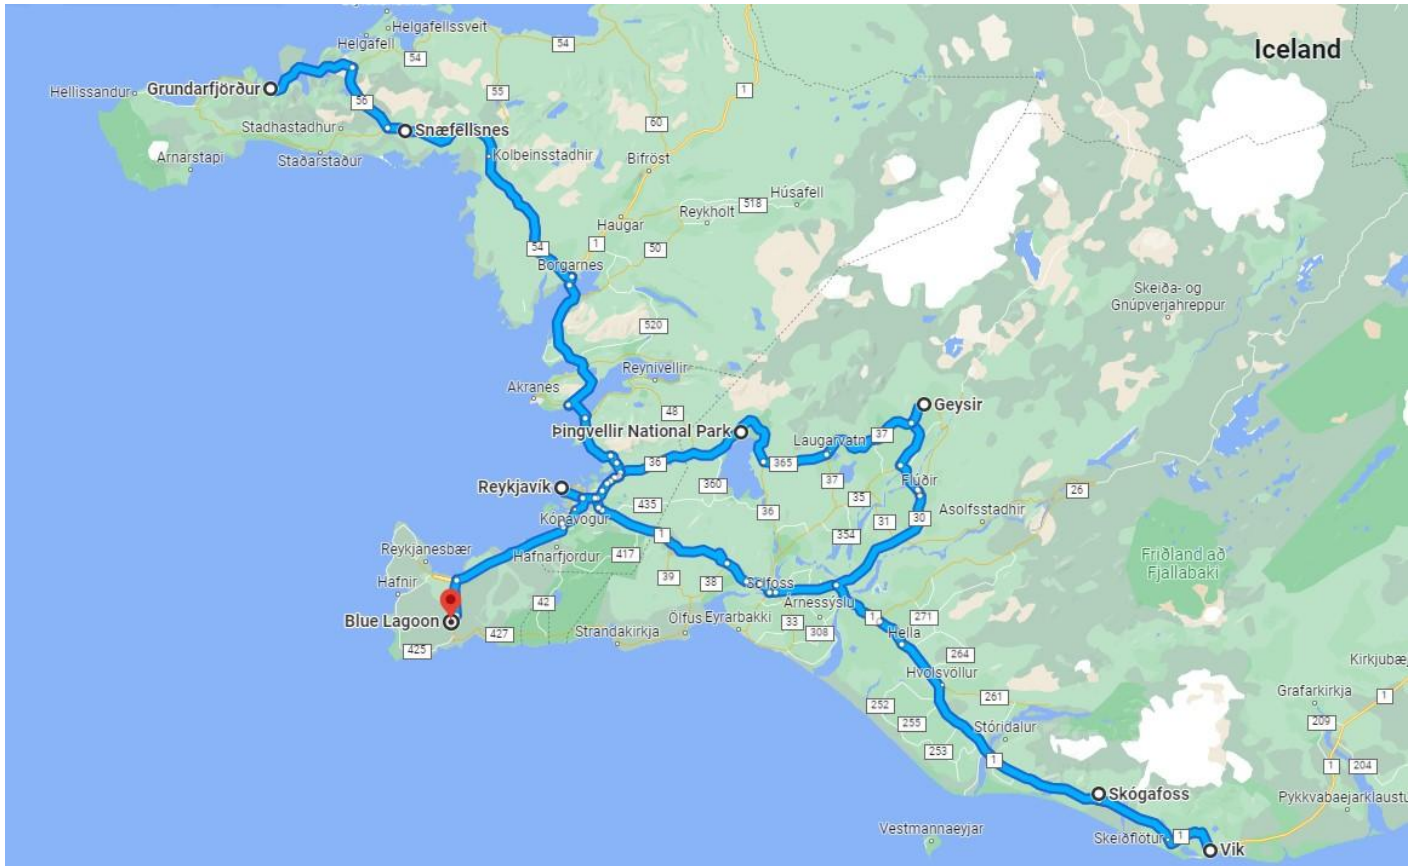 Helgafellssveit
Helgafell
54
54
Iceland
Grundarfjörður
Hellissandur
56
55
1
Stadhastadhur
Snæfellsnes
60
Arnarstapi
Staðarstaður
Kolbeinsstadhir
Bifröst
Húsafell
518
Reykholt
Haugar
54
1
50
Borgarnes
Skeiða- og
Gnúpverjahreppur
520
Reynivellir
Akranes
48
Geysir
Þingvellir National Park
37
Laugarvatn
36
365
Flúðir
Reykjavík
360
37
35
26
435
36
31
30
Asolfsstadhir
Kópavogur
354
1
Hafnarfjordur
417
Friðland að
Fjallabaki
Reykjanesbær
39
38
Selfoss
Hafnir
42
Árnessýslu
Blue Lagoon
427
Strandakirkja
Ölfus
Eyrarbakki
33
308
1
271
425
Hella
264
Hvolsvöllur
Kirkjubæj
261
Grafarkirkja
1
252
255
209
Stóridalur
253
1
1
204
Skógafoss
Pykkvabaejarklaustu
Vestmannaeyjar
Skeiðflötur
1
Vik